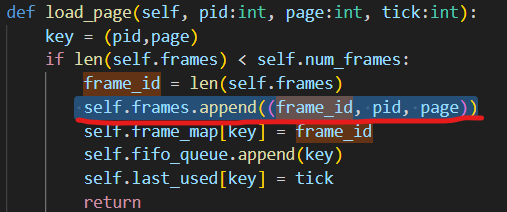 def load_page(self, pid:int, page:int, tick:int):
    key = (pid,page)
    if len(self.frames) < self.num_frames:
        frame_id = len(self.frames)
        self.frames.append((frame_id, pid, page))
        self.frame_map[key] = frame_id
        self.fifo_queue.append(key)
        self.last_used[key] = tick
        return